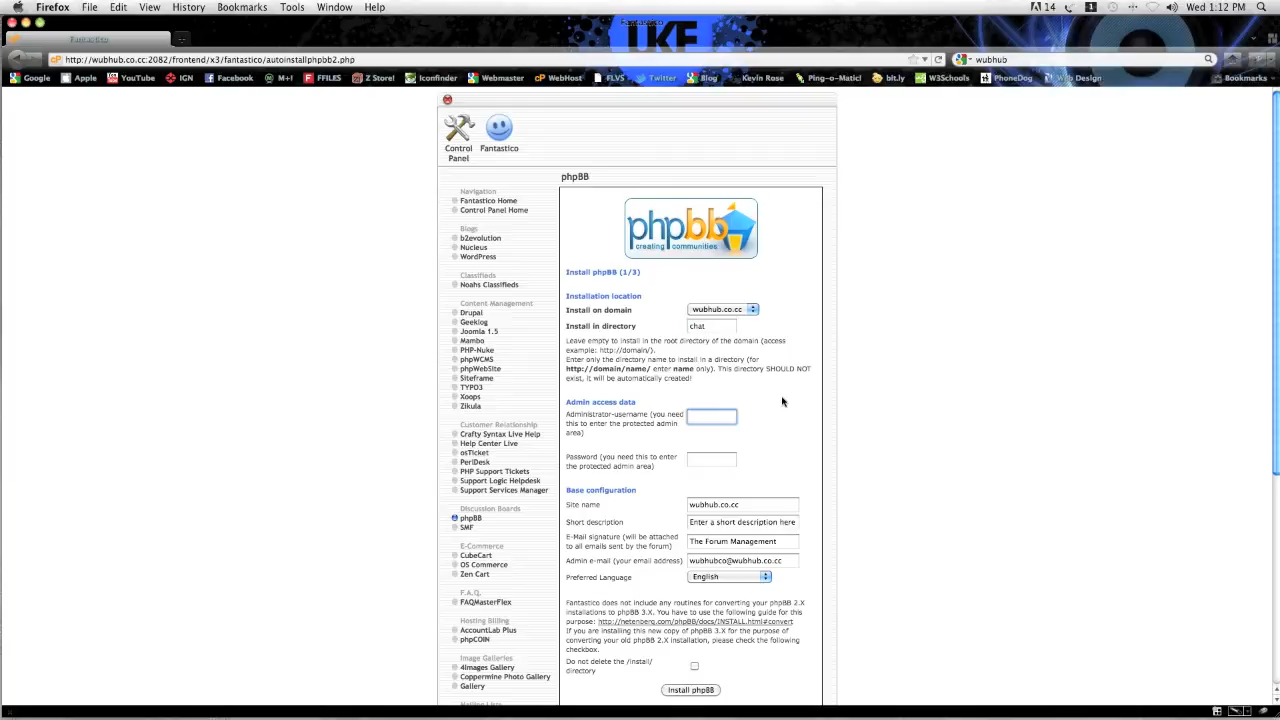 Firefox File Edit View History Bookmarks Tools Window Help
14 1 Wed 1:12 PM
Fantastico
TKE
Fantastico
http://wubhub.co.cc:2082/frontend/x3/fantastico/autoinstallphpbb2.php
wubhub
Google Apple YouTube IGN Facebook M+! FFILES Z Store! Iconfinder Webmaster WebHost FLVS Twitter Blog Kevin Rose Ping-o-Matic! bit.ly W3Schools PhoneDog Web Design Bookmarks
Control Panel
Fantastico
phpBB
Navigation
Fantastico Home
Control Panel Home
Blogs
b2evolution
Nucleus
WordPress
Classifieds
Noahs Classifieds
Content Management
Drupal
Geeklog
Joomla 1.5
Mambo
PHP-Nuke
phpWCMS
phpWebSite
Siteframe
TYPO3
Xoops
Zikula
Customer Relationship
Crafty Syntax Live Help
Help Center Live
osTicket
PerlDesk
PHP Support Tickets
Support Logic Helpdesk
Support Services Manager
Discussion Boards
phpBB
SMF
E-Commerce
CubeCart
OS Commerce
Zen Cart
F.A.Q.
FAQMasterFlex
Hosting Billing
AccountLab Plus
phpCOIN
Image Galleries
4Images Gallery
Coppermine Photo Gallery
Gallery
phpbb
creating communities
Install phpBB (1/3)
Installation location
Install on domain wubhub.co.cc
Install in directory chat
Leave empty to install in the root directory of the domain (access
example: http://domain/).
Enter only the directory name to install in a directory (for
http://domain/name/ enter name only). This directory SHOULD NOT
exist, it will be automatically created!
Admin access data
Administrator-username (you need
this to enter the protected admin
area)
Password (you need this to enter
the protected admin area)
Base configuration
Site name wubhub.co.cc
Short description Enter a short description here
E-Mail signature (will be attached
to all emails sent by the forum) The Forum Management
Admin e-mail (your email address) wubhubco@wubhub.co.cc
Preferred Language English
Fantastico does not include any routines for converting your phpBB 2.X
installations to phpBB 3.X. You have to use the following guide for this
purpose: http://netenberg.com/phpBB/docs/INSTALL.html#convert
If you are installing this new copy of phpBB 3.X for the purpose of
converting your old phpBB 2.X installation, please check the following
checkbox.
Do not delete the /install/
directory
Install phpBB